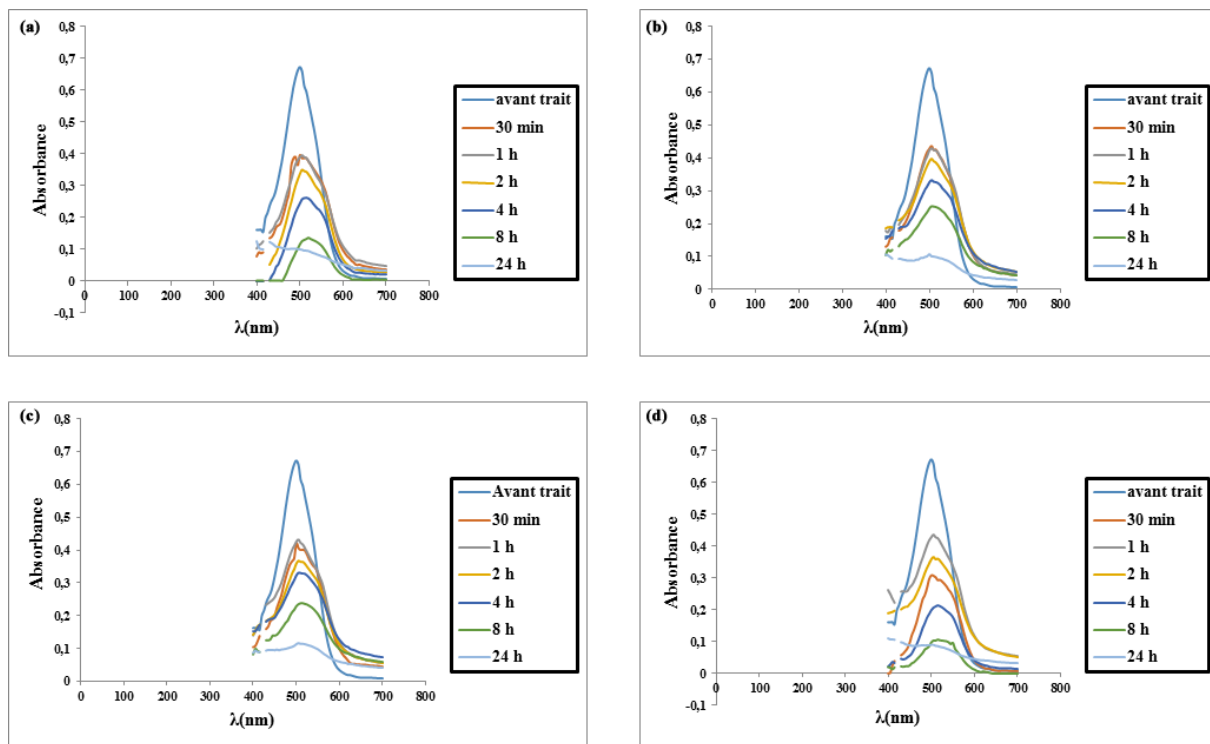 (a)
0,8
0,7
0,6
0,5
0,4
0,3
0,2
0,1
0
-0,1
Absorbance
0 100 200 300 400 500 600 700 800
λ(nm)
avant trait
30 min
1 h
2 h
4 h
8 h
24 h
(b)
0,8
0,7
0,6
0,5
0,4
0,3
0,2
0,1
0
Absorbance
0 100 200 300 400 500 600 700 800
λ(nm)
avant trait
30 min
1 h
2 h
4 h
8 h
24 h
(c)
0,8
0,7
0,6
0,5
0,4
0,3
0,2
0,1
0
Absorbance
0 100 200 300 400 500 600 700 800
λ(nm)
Avant trait
30 min
1 h
2 h
4 h
8 h
24 h
(d)
0,8
0,7
0,6
0,5
0,4
0,3
0,2
0,1
0
-0,1
Absorbance
0 100 200 300 400 500 600 700 800
λ(nm)
avant trait
30 min
1 h
2 h
4 h
8 h
24 h